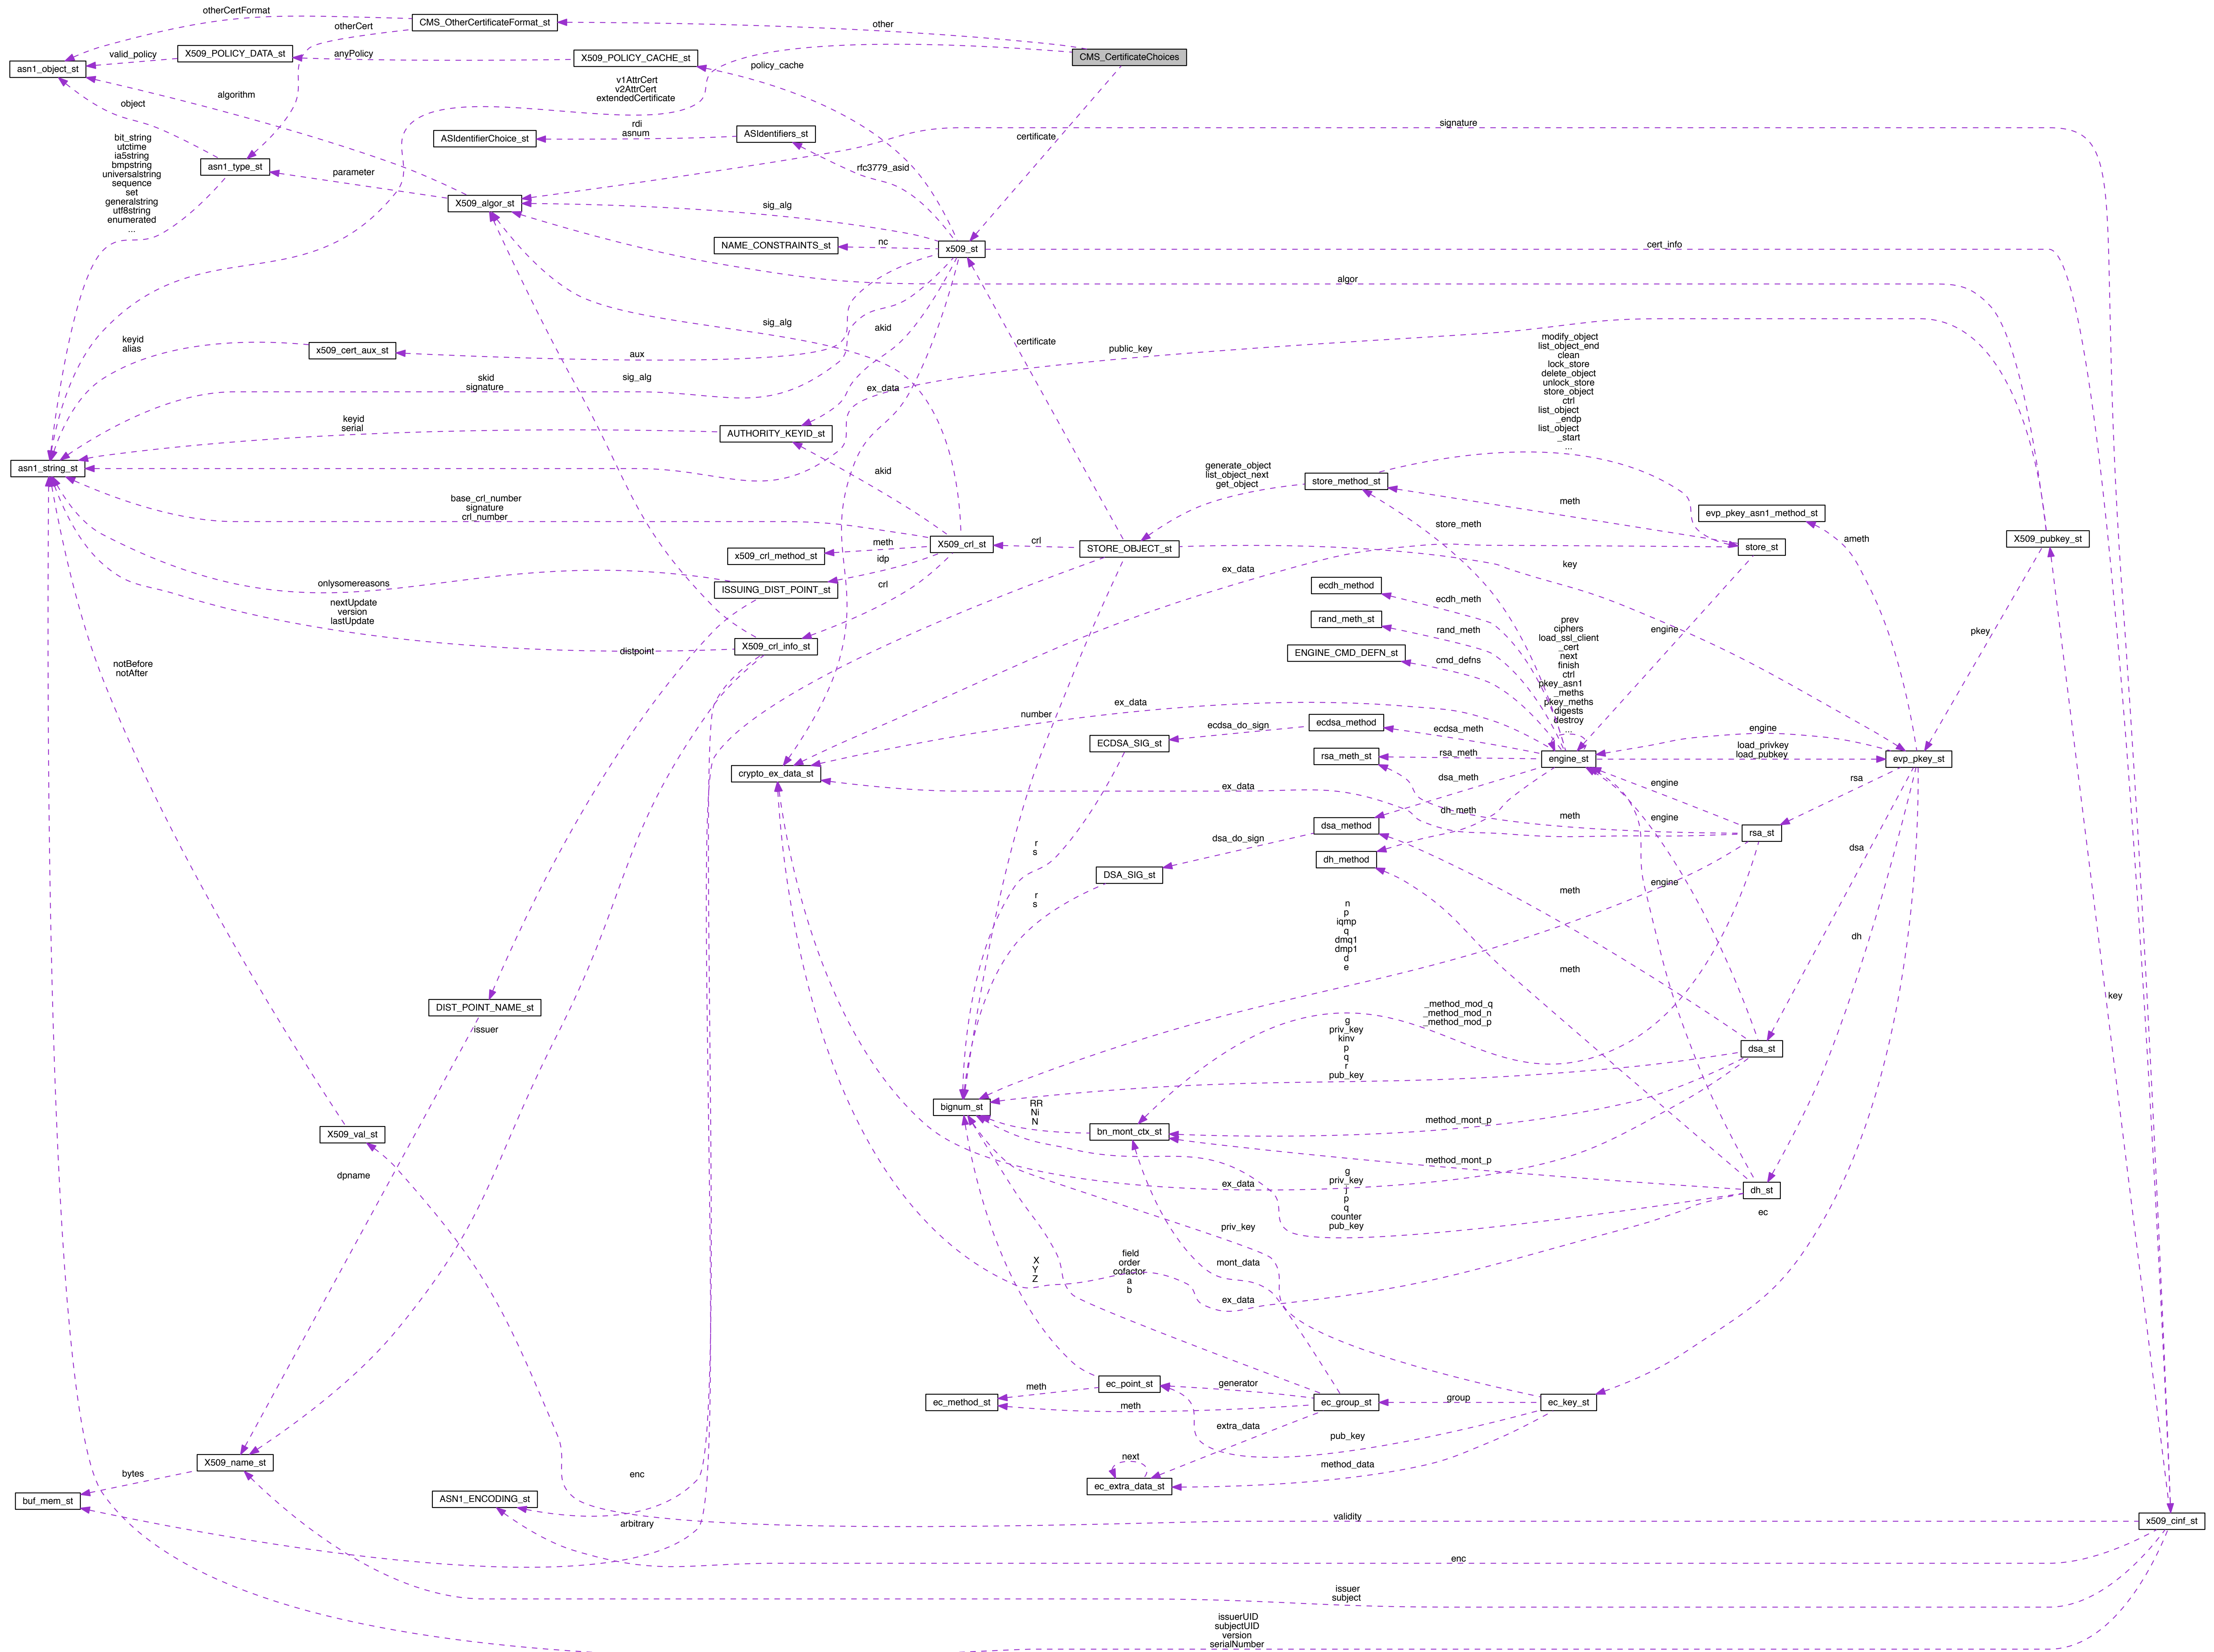 otherCertFormat
CMS_OtherCertificateFormat_st
other
otherCert
X509_POLICY_DATA_st
valid_policy
anyPolicy
X509_POLICY_CACHE_st
CMS_CertificateChoices
asn1_object_st
policy_cache
v1AttrCert
v2AttrCert
extendedCertificate
algorithm
object
rdi
asnum
ASIdentifierChoice_st
ASIdentifiers_st
certificate
signature
bit_string
utctime
ia5string
bmpstring
universalstring
sequence
set
generalstring
utf8string
enumerated
...
asn1_type_st
parameter
rfc3779_asid
X509_algor_st
sig_alg
NAME_CONSTRAINTS_st
nc
x509_st
cert_info
algor
sig_alg
akid
certificate
public_key
keyid
alias
x509_cert_aux_st
aux
skid
signature
sig_alg
ex_data
modify_object
list_object_end
clean
lock_store
delete_object
unlock_store
store_object
ctrl
list_object
_endp
list_object
_start
...
keyid
serial
AUTHORITY_KEYID_st
asn1_string_st
akid
generate_object
list_object_next
get_object
store_method_st
meth
base_crl_number
signature
crl_number
evp_pkey_asn1_method_st
store_meth
ameth
X509_pubkey_st
x509_crl_method_st
meth
X509_crl_st
crl
STORE_OBJECT_st
store_st
idp
ex_data
key
onlysomereasons
ISSUING_DIST_POINT_st
crl
ecdh_method
ecdh_meth
nextUpdate
version
lastUpdate
rand_meth_st
rand_meth
prev
ciphers
load_ssl_client
_cert
next
finish
ctrl
pkey_asn1
_meths
pkey_meths
digests
destroy
...
engine
pkey
X509_crl_info_st
distpoint
ENGINE_CMD_DEFN_st
cmd_defns
notBefore
notAfter
ex_data
number
ecdsa_do_sign
ecdsa_method
ecdsa_meth
engine
ECDSA_SIG_st
rsa_meth_st
rsa_meth
engine_st
load_privkey
load_pubkey
evp_pkey_st
crypto_ex_data_st
dsa_meth
ex_data
engine
rsa
dh_meth
meth
engine
dsa_method
rsa_st
dsa_do_sign
r
s
dsa
dh_method
DSA_SIG_st
engine
meth
r
s
n
p
iqmp
q
dmq1
dmp1
d
e
dh
meth
DIST_POINT_NAME_st
key
issuer
_method_mod_q
_method_mod_n
_method_mod_p
g
priv_key
kinv
p
q
r
pub_key
dsa_st
bignum_st
RR
Ni
N
method_mont_p
X509_val_st
bn_mont_ctx_st
dpname
method_mont_p
g
priv_key
j
p
q
counter
pub_key
ex_data
dh_st
ec
priv_key
X
Y
Z
field
order
cofactor
a
b
mont_data
ex_data
ec_point_st
generator
meth
ec_method_st
meth
ec_group_st
group
ec_key_st
extra_data
pub_key
next
X509_name_st
method_data
bytes
enc
ec_extra_data_st
buf_mem_st
ASN1_ENCODING_st
arbitrary
validity
x509_cinf_st
enc
issuer
subject
issuerUID
subjectUID
version
serialNumber